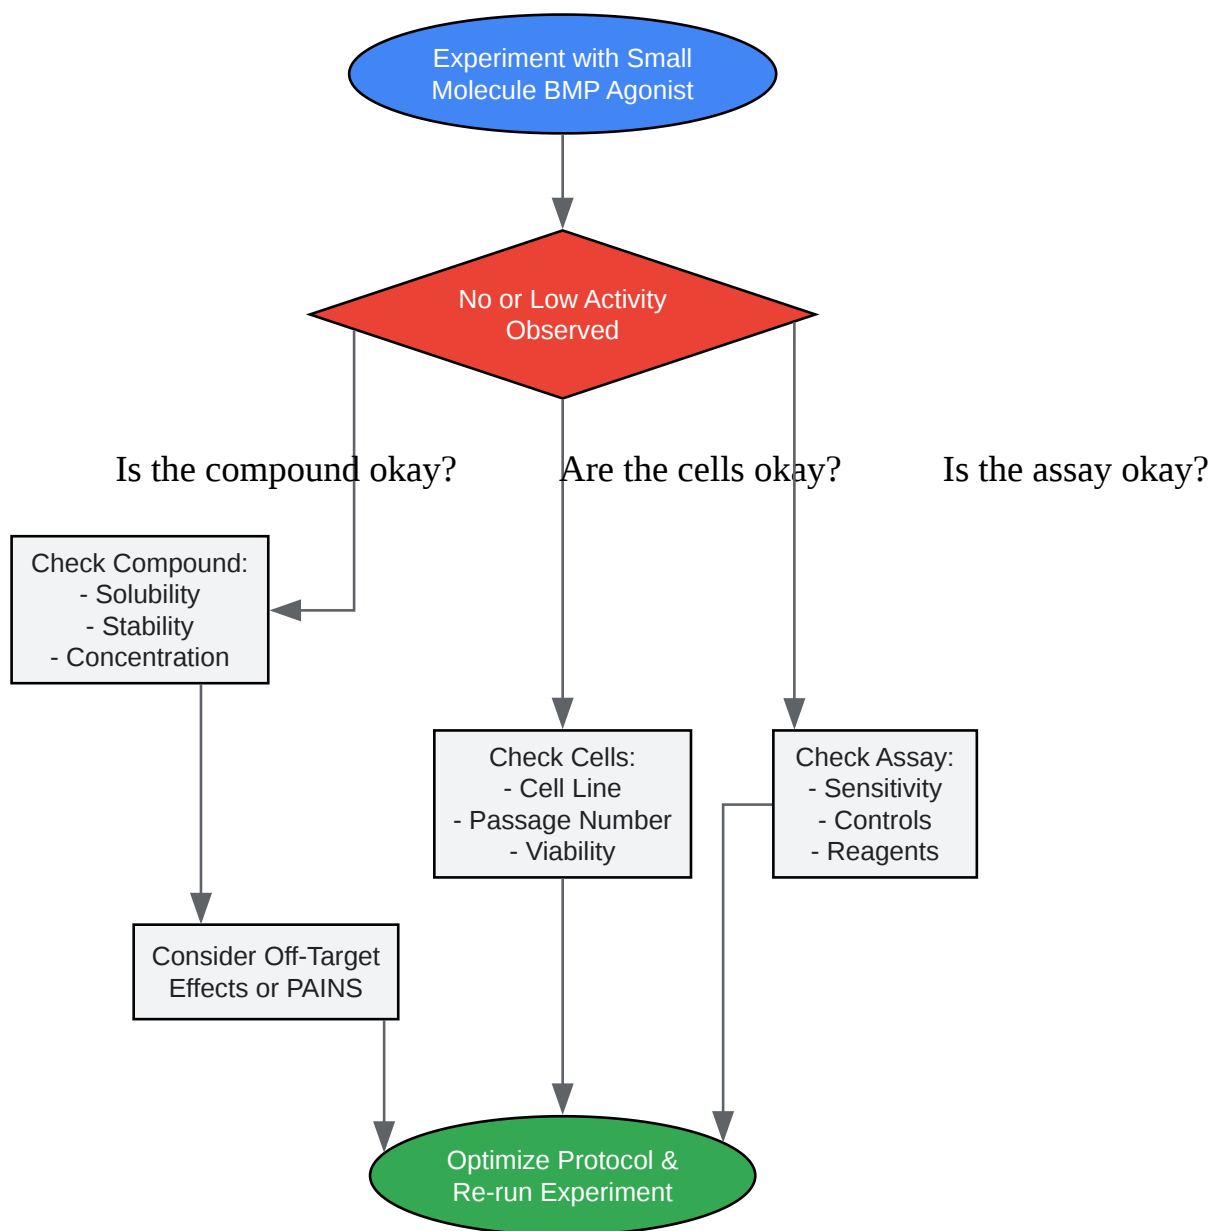 Experiment with Small
Molecule BMP Agonist
No or Low Activity
Observed
Is the compound okay?
Are the cells okay?
Is the assay okay?
Check Compound:
- Solubility
- Stability
- Concentration
Check Cells:
- Cell Line
- Passage Number
- Viability
Check Assay:
- Sensitivity
- Controls
- Reagents
Consider Off-Target
Effects or PAINS
Optimize Protocol &
Re-run Experiment